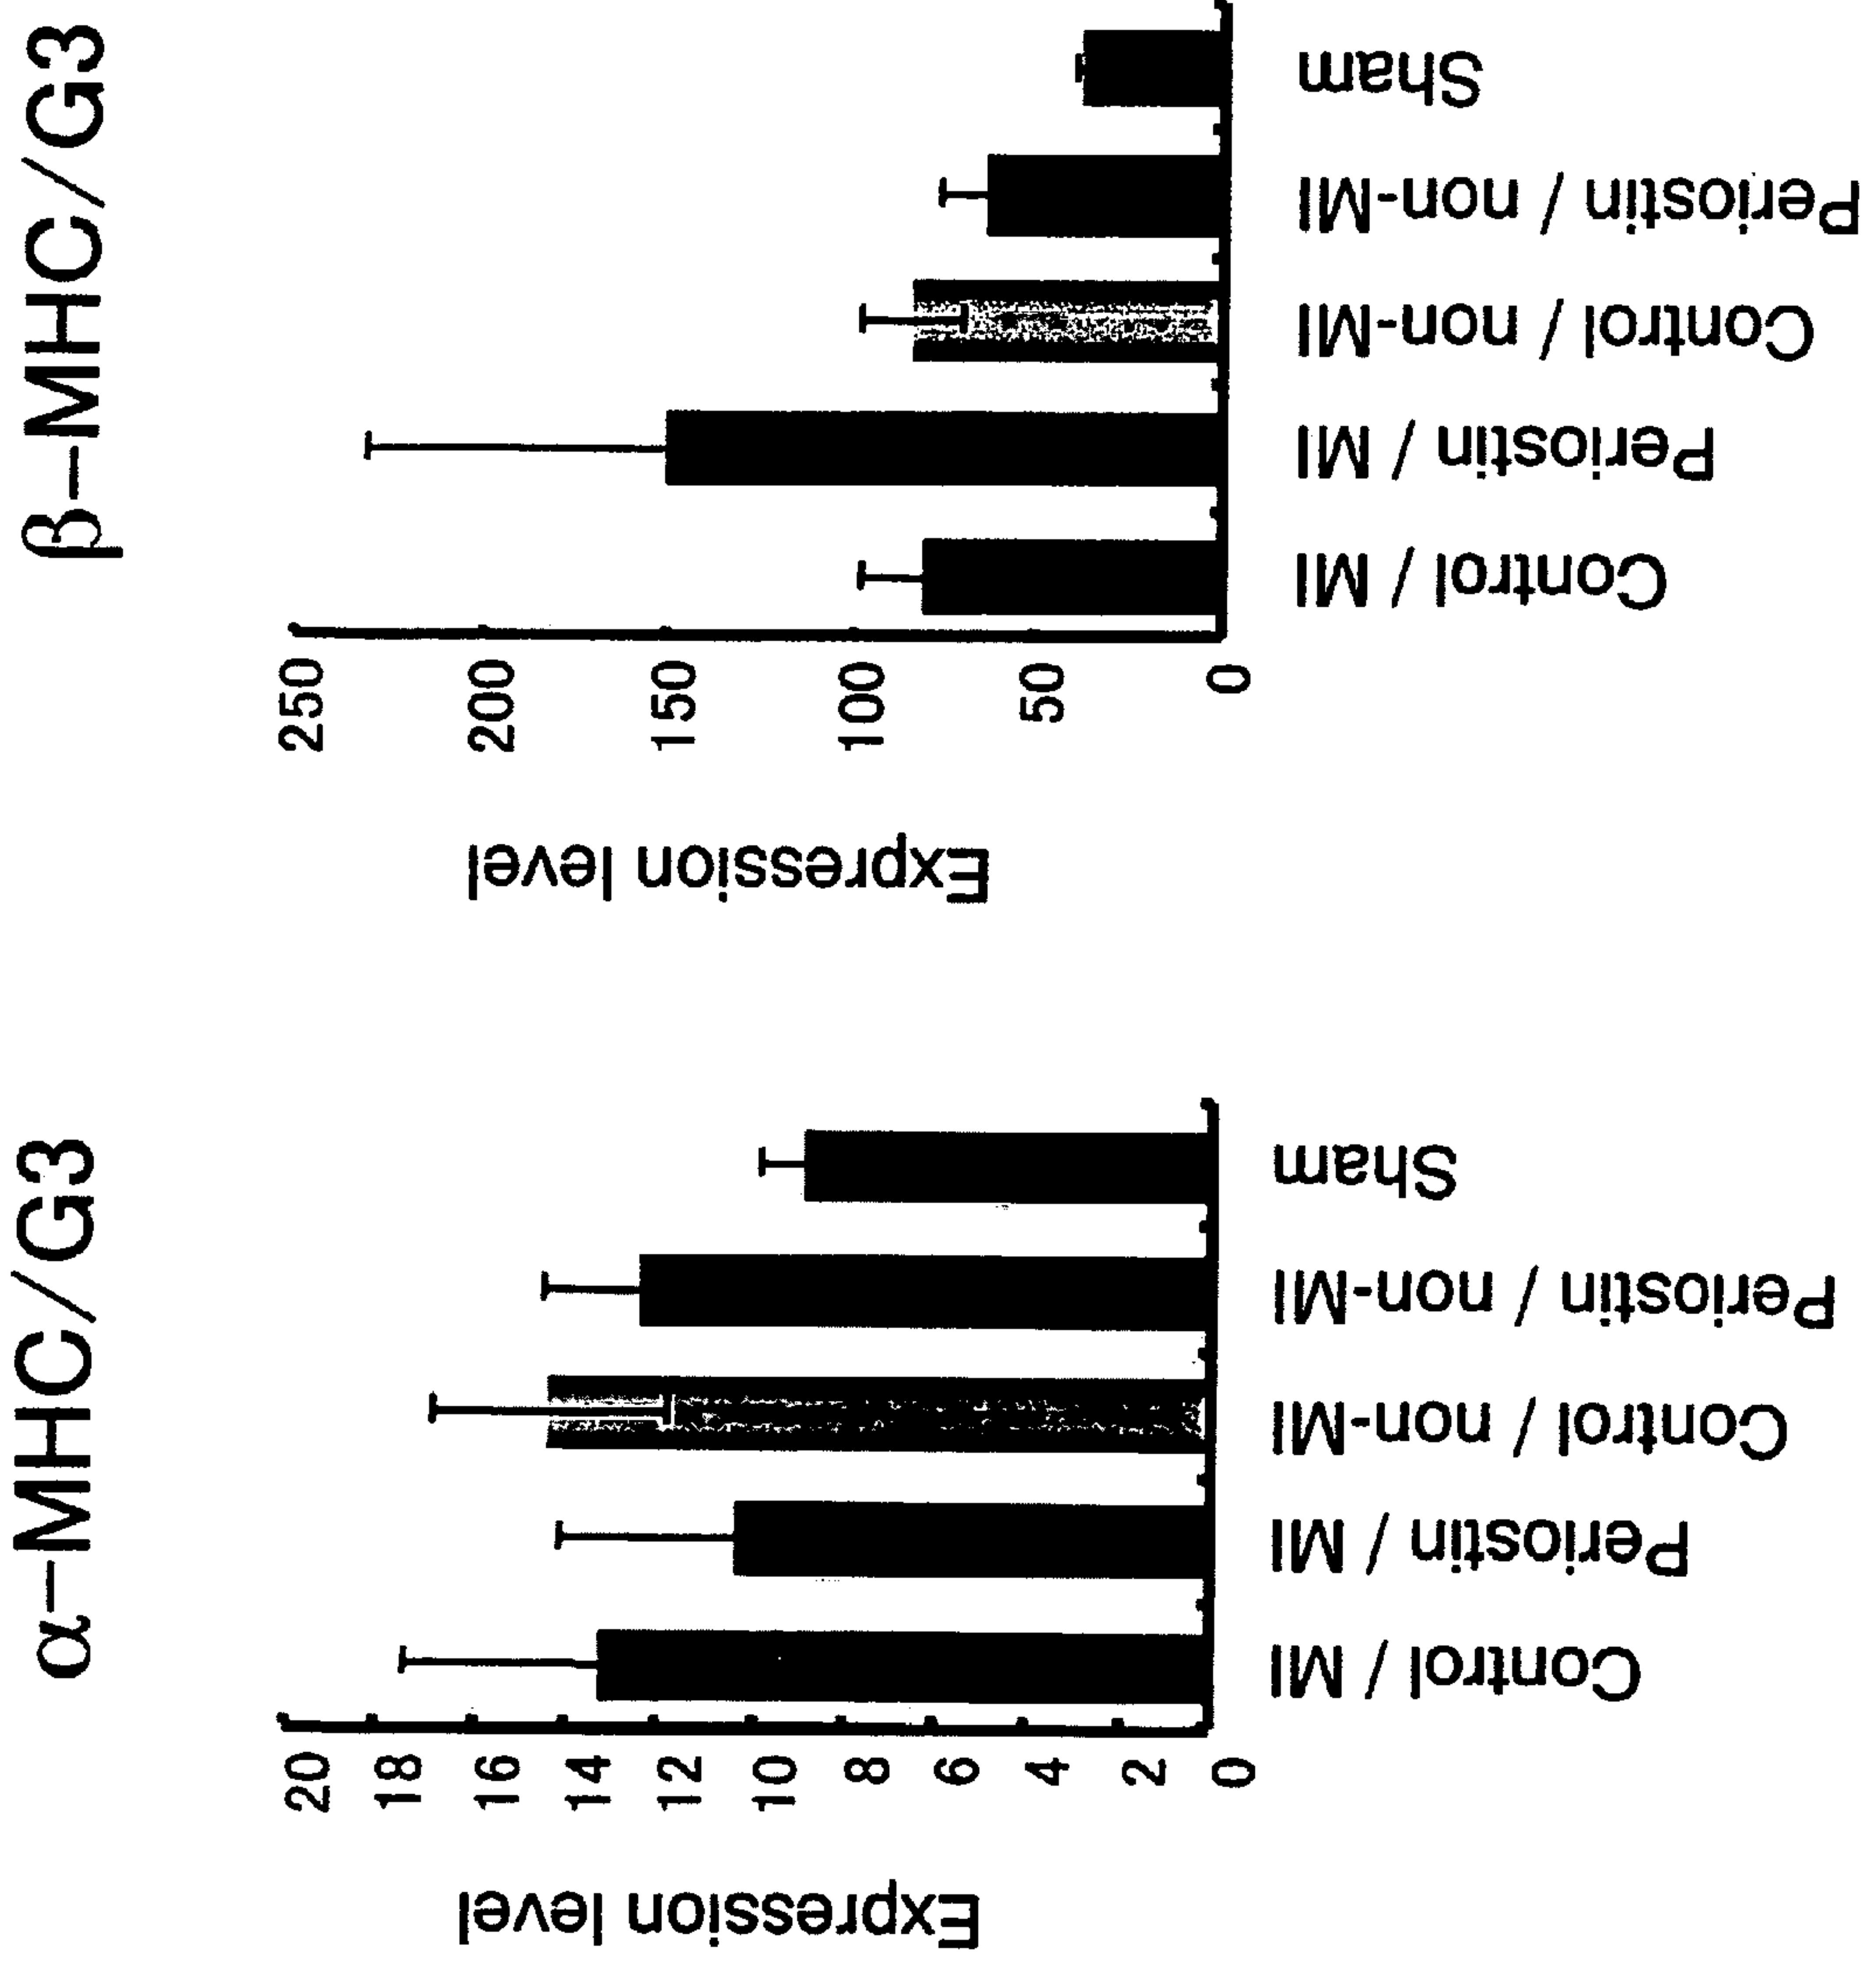 α-MHC/G3
Expression level
20
18
16
14
12
10
8
6
4
2
0
Control / MI
Periostin / MI
Control / non-MI
Periostin / non-MI
Sham
β-MHC/G3
Expression level
250
200
150
100
50
0
Control / MI
Periostin / MI
Control / non-MI
Periostin / non-MI
Sham